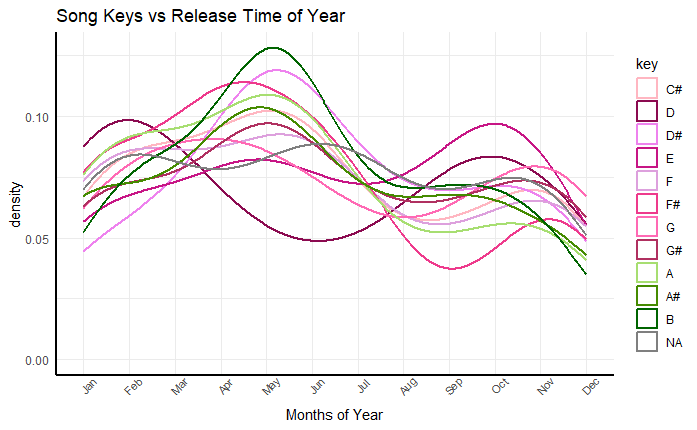 Song Keys vs Release Time of Year
density
0.10
0.05
0.00
Jan Feb Mar Apr May Jun Jul Aug Sep Oct Nov Dec
Months of Year
key
C#
D
D#
E
F
F#
G
G#
A
A#
B
NA